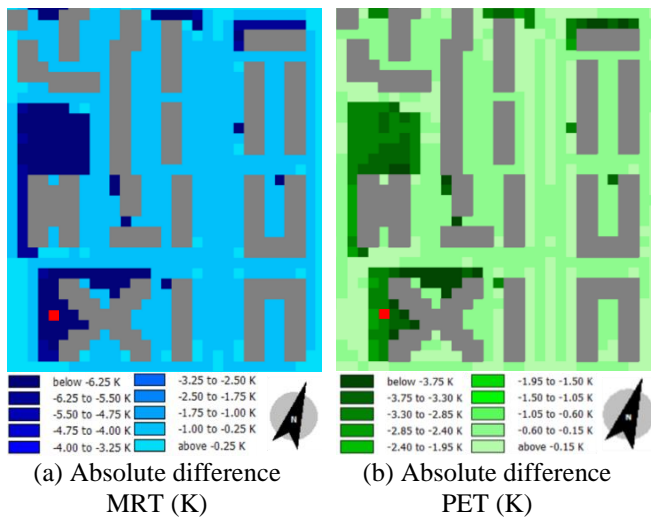 below -6.25 K
-6.25 to -5.50 K
-5.50 to -4.75 K
-4.75 to -4.00 K
-4.00 to -3.25 K
-3.25 to -2.50 K
-2.50 to -1.75 K
-1.75 to -1.00 K
-1.00 to -0.25 K
above -0.25 K
N
below -3.75 K
-3.75 to -3.30 K
-3.30 to -2.85 K
-2.85 to -2.40 K
-2.40 to -1.95 K
-1.95 to -1.50 K
-1.50 to -1.05 K
-1.05 to -0.60 K
-0.60 to -0.15 K
above -0.15 K
N
(a) Absolute difference
MRT (K)
(b) Absolute difference
PET (K)